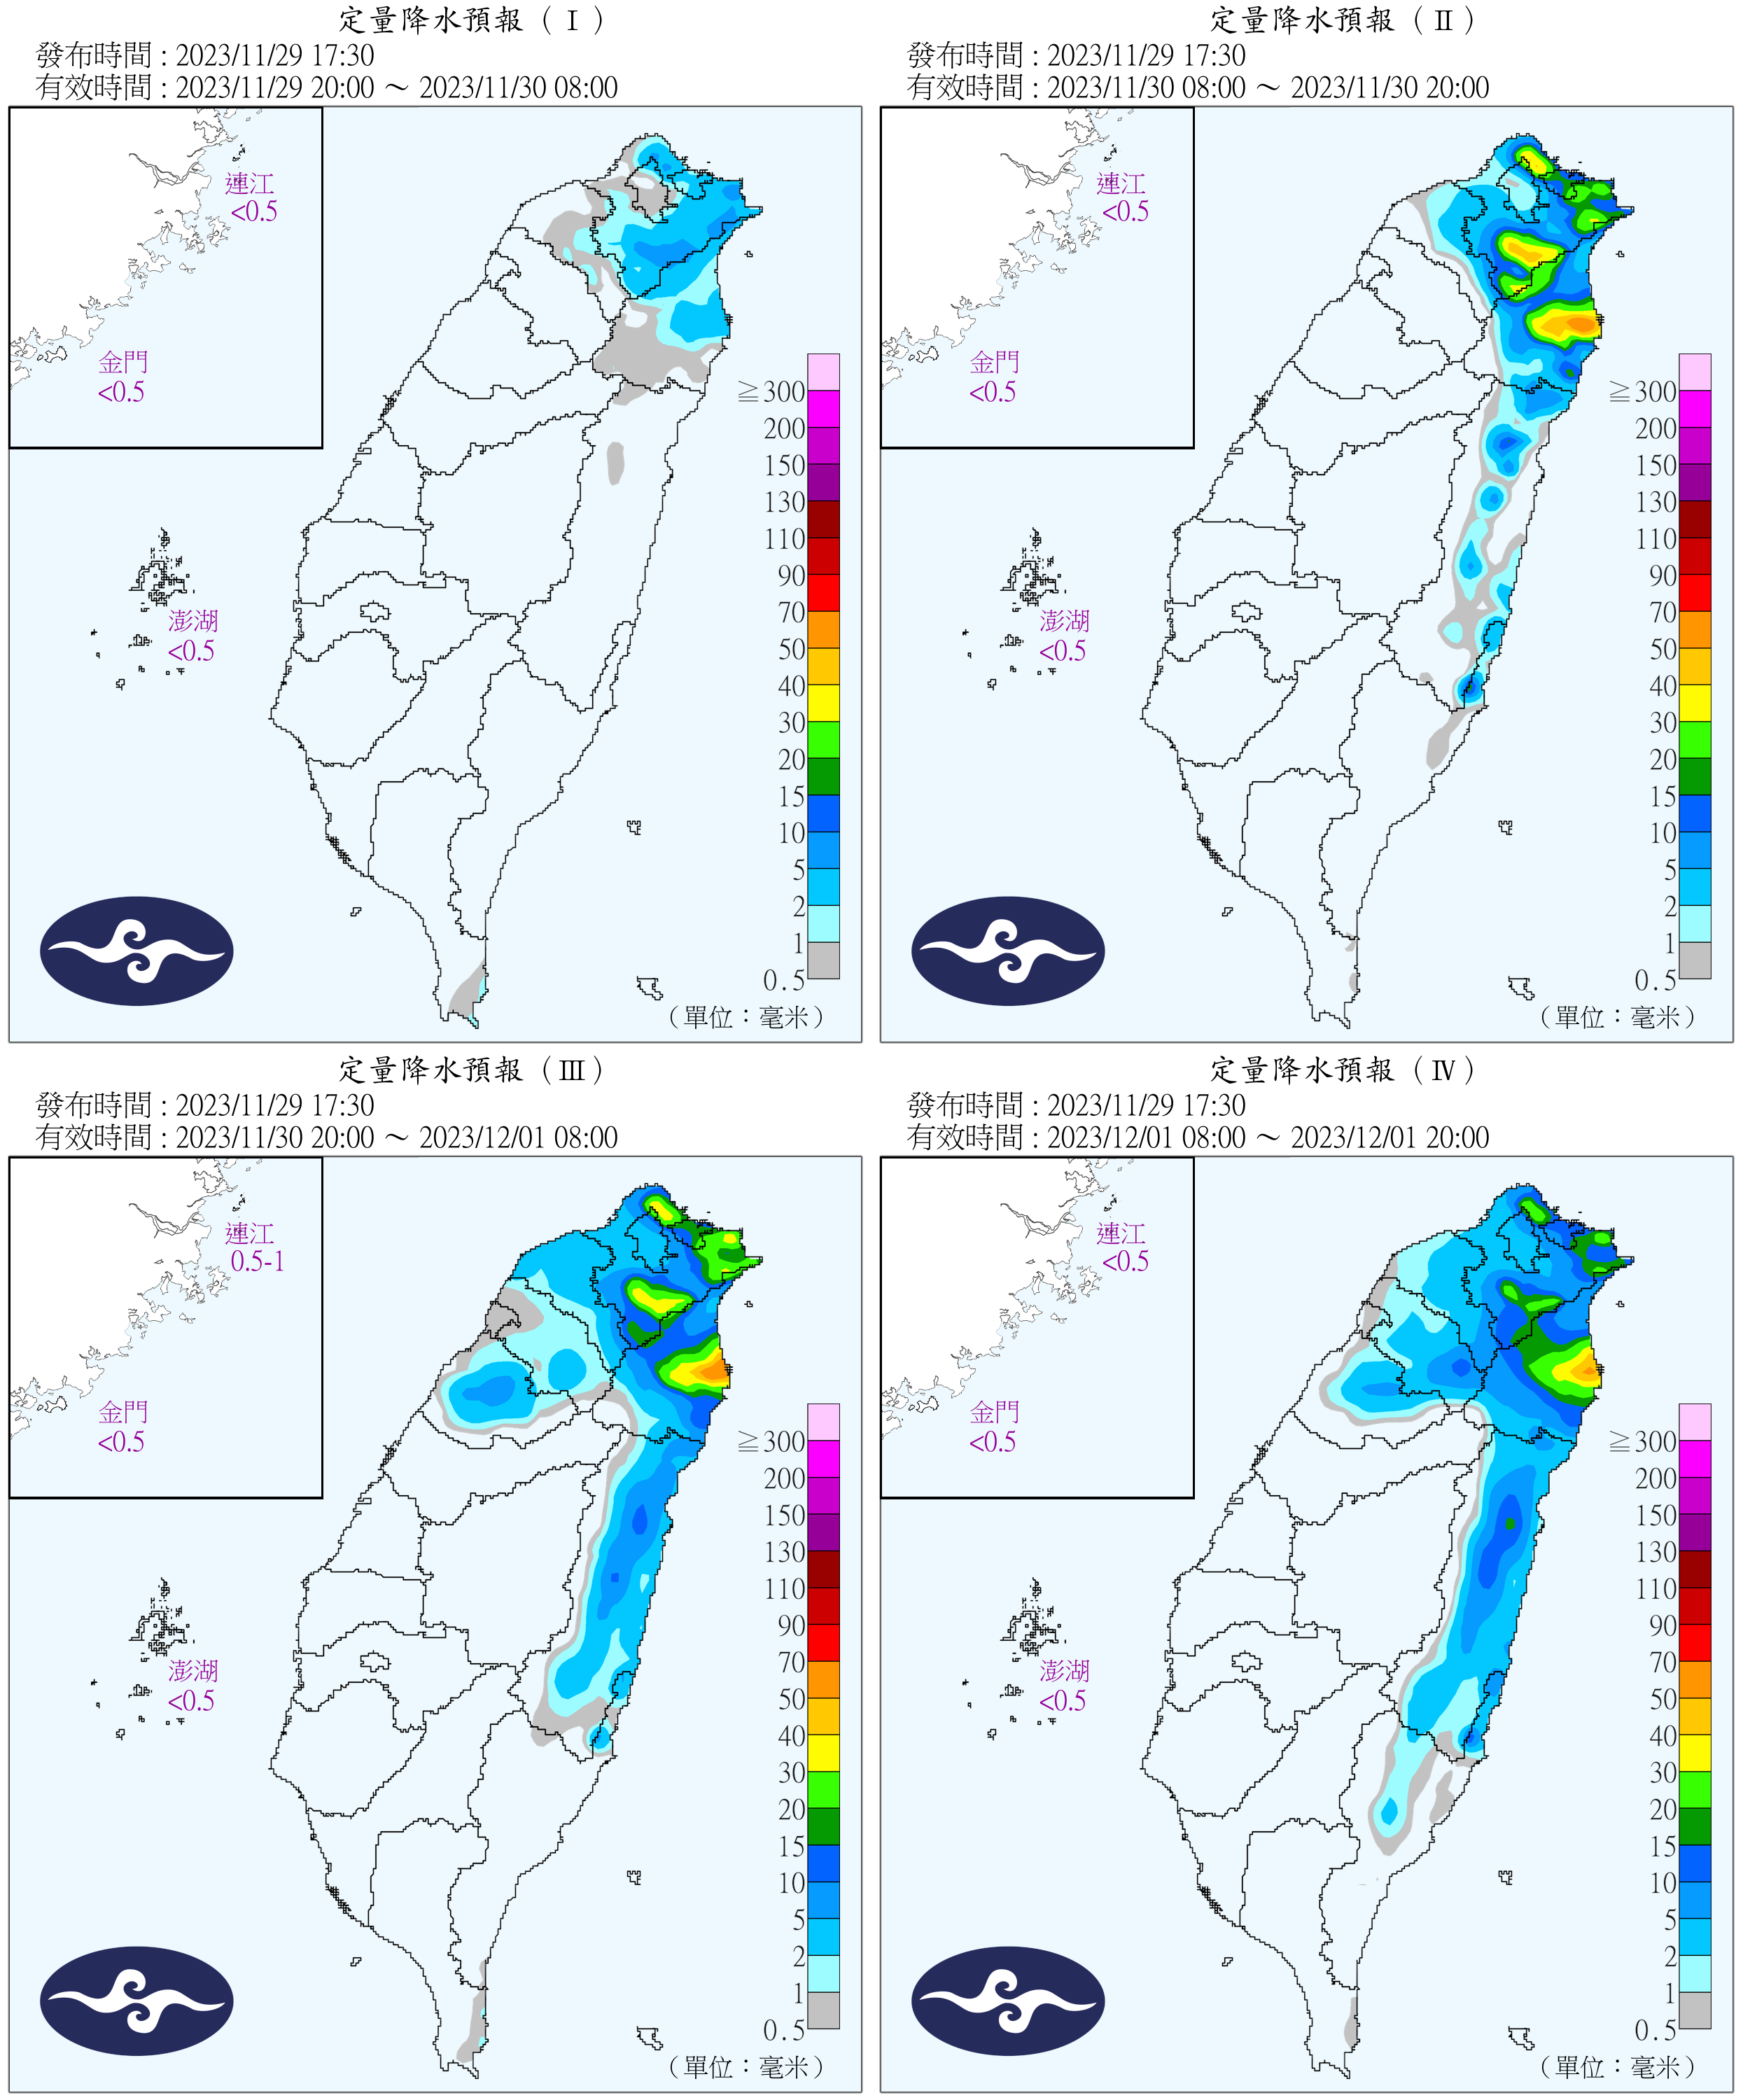 定量降水預報（Ⅰ）
發布時間：2023/11/29 17:30
有效時間：2023/11/29 20:00 ～ 2023/11/30 08:00
連江
<0.5
金門
<0.5
澎湖
<0.5
≧300
200
150
130
110
90
70
50
40
30
20
15
10
5
2
1
0.5
（單位：毫米）
定量降水預報（Ⅱ）
發布時間：2023/11/29 17:30
有效時間：2023/11/30 08:00 ～ 2023/11/30 20:00
連江
<0.5
金門
<0.5
澎湖
<0.5
≧300
200
150
130
110
90
70
50
40
30
20
15
10
5
2
1
0.5
（單位：毫米）
定量降水預報（Ⅲ）
發布時間：2023/11/29 17:30
有效時間：2023/11/30 20:00 ～ 2023/12/01 08:00
連江
0.5-1
金門
<0.5
澎湖
<0.5
≧300
200
150
130
110
90
70
50
40
30
20
15
10
5
2
1
0.5
（單位：毫米）
定量降水預報（Ⅳ）
發布時間：2023/11/29 17:30
有效時間：2023/12/01 08:00 ～ 2023/12/01 20:00
連江
<0.5
金門
<0.5
澎湖
<0.5
≧300
200
150
130
110
90
70
50
40
30
20
15
10
5
2
1
0.5
（單位：毫米）